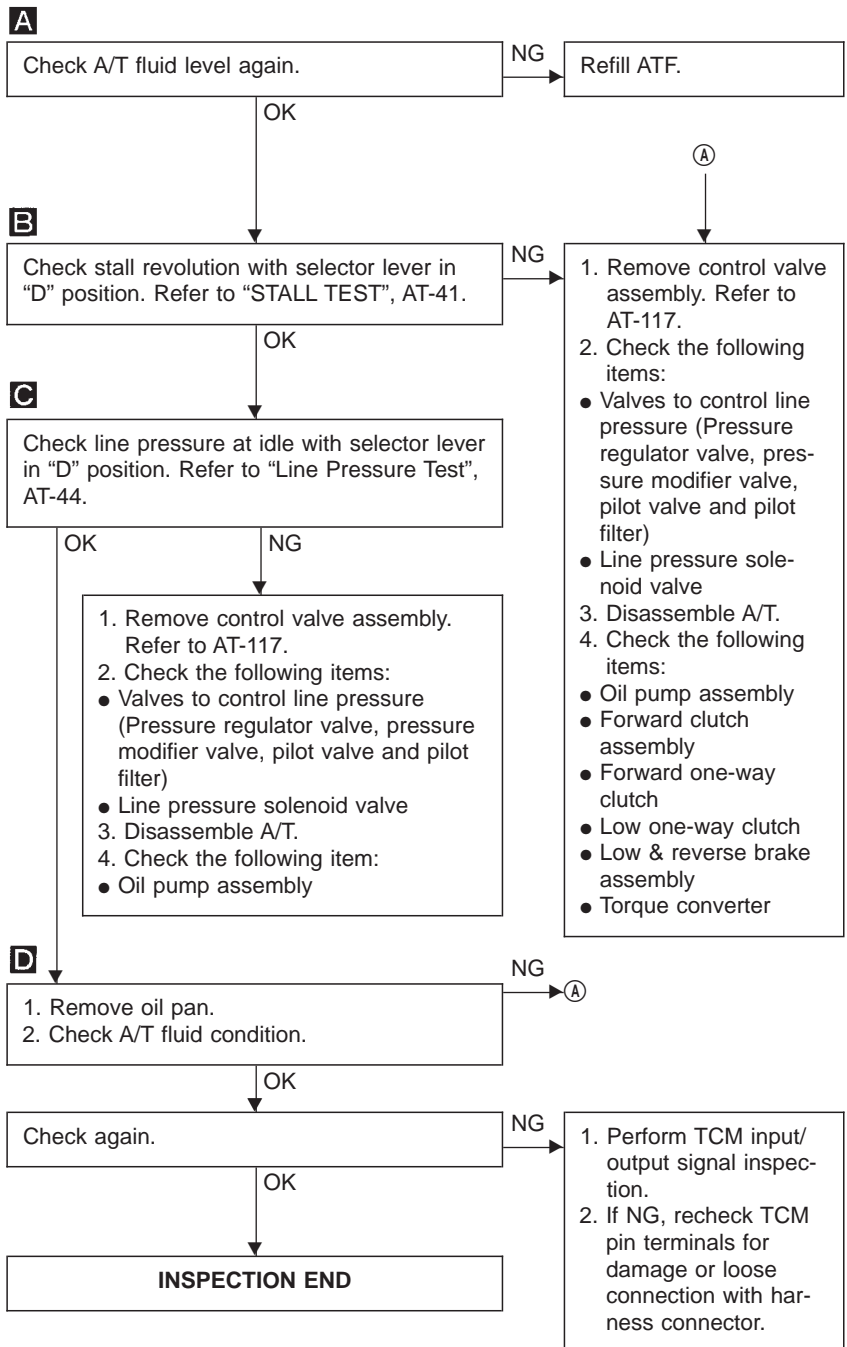 A
Check A/T fluid level again.
NG
Refill ATF.
OK
Ⓐ
B
Check stall revolution with selector lever in
“D” position. Refer to “STALL TEST”, AT-41.
NG
1. Remove control valve
assembly. Refer to
AT-117.
2. Check the following
items:
● Valves to control line
pressure (Pressure
regulator valve, pres-
sure modifier valve,
pilot valve and pilot
filter)
● Line pressure sole-
noid valve
3. Disassemble A/T.
4. Check the following
items:
● Oil pump assembly
● Forward clutch
assembly
● Forward one-way
clutch
● Low one-way clutch
● Low & reverse brake
assembly
● Torque converter
OK
C
Check line pressure at idle with selector lever
in “D” position. Refer to “Line Pressure Test”,
AT-44.
OK
NG
1. Remove control valve assembly.
Refer to AT-117.
2. Check the following items:
● Valves to control line pressure
(Pressure regulator valve, pressure
modifier valve, pilot valve and pilot
filter)
● Line pressure solenoid valve
3. Disassemble A/T.
4. Check the following item:
● Oil pump assembly
D
1. Remove oil pan.
2. Check A/T fluid condition.
NG
Ⓐ
OK
Check again.
NG
1. Perform TCM input/
output signal inspec-
tion.
2. If NG, recheck TCM
pin terminals for
damage or loose
connection with har-
ness connector.
OK
INSPECTION END